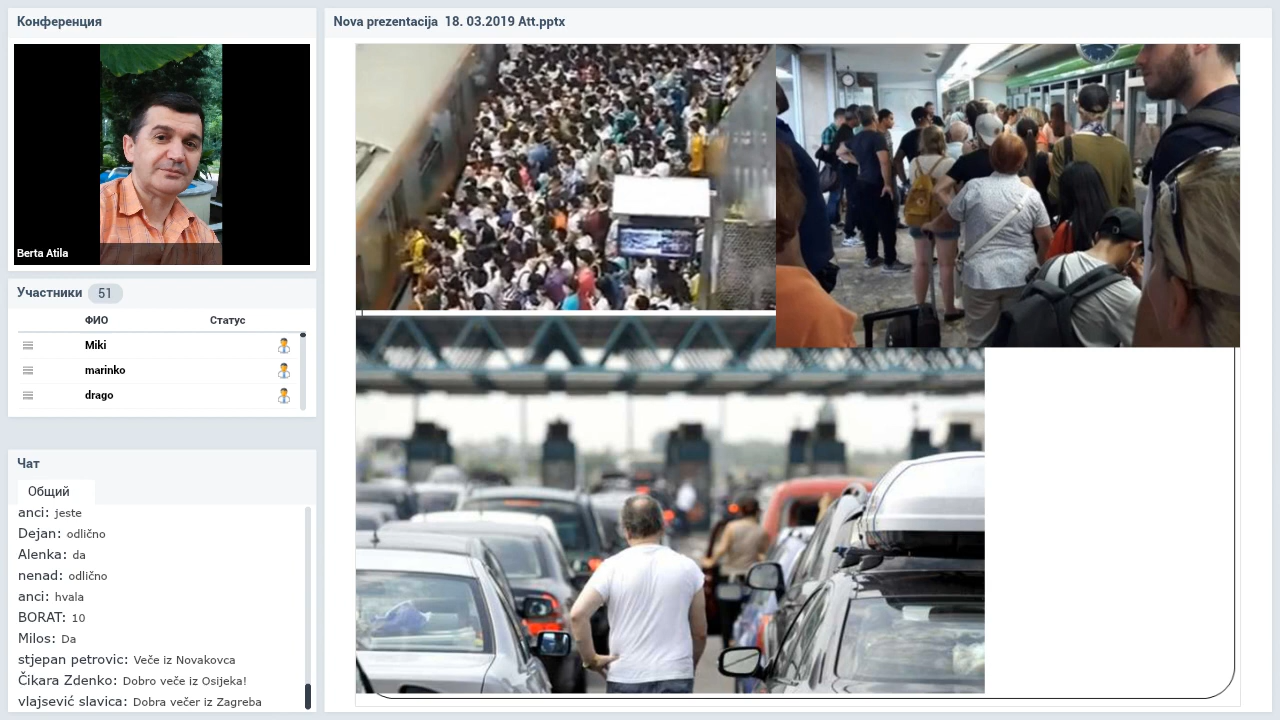 Конференция
Berta Atila
Участники 51
ФИО Статус
Miki
marinko
drago
Чат
Общий
anci: jeste
Dejan: odlično
Alenka: da
nenad: odlično
anci: hvala
BORAT: 10
Milos: Da
stjepan petrovic: Veče iz Novakovca
Čikara Zdenko: Dobro veče iz Osijeka!
vlajsević slavica: Dobra večer iz Zagreba
Nova prezentacija 18. 03.2019 Att.pptx